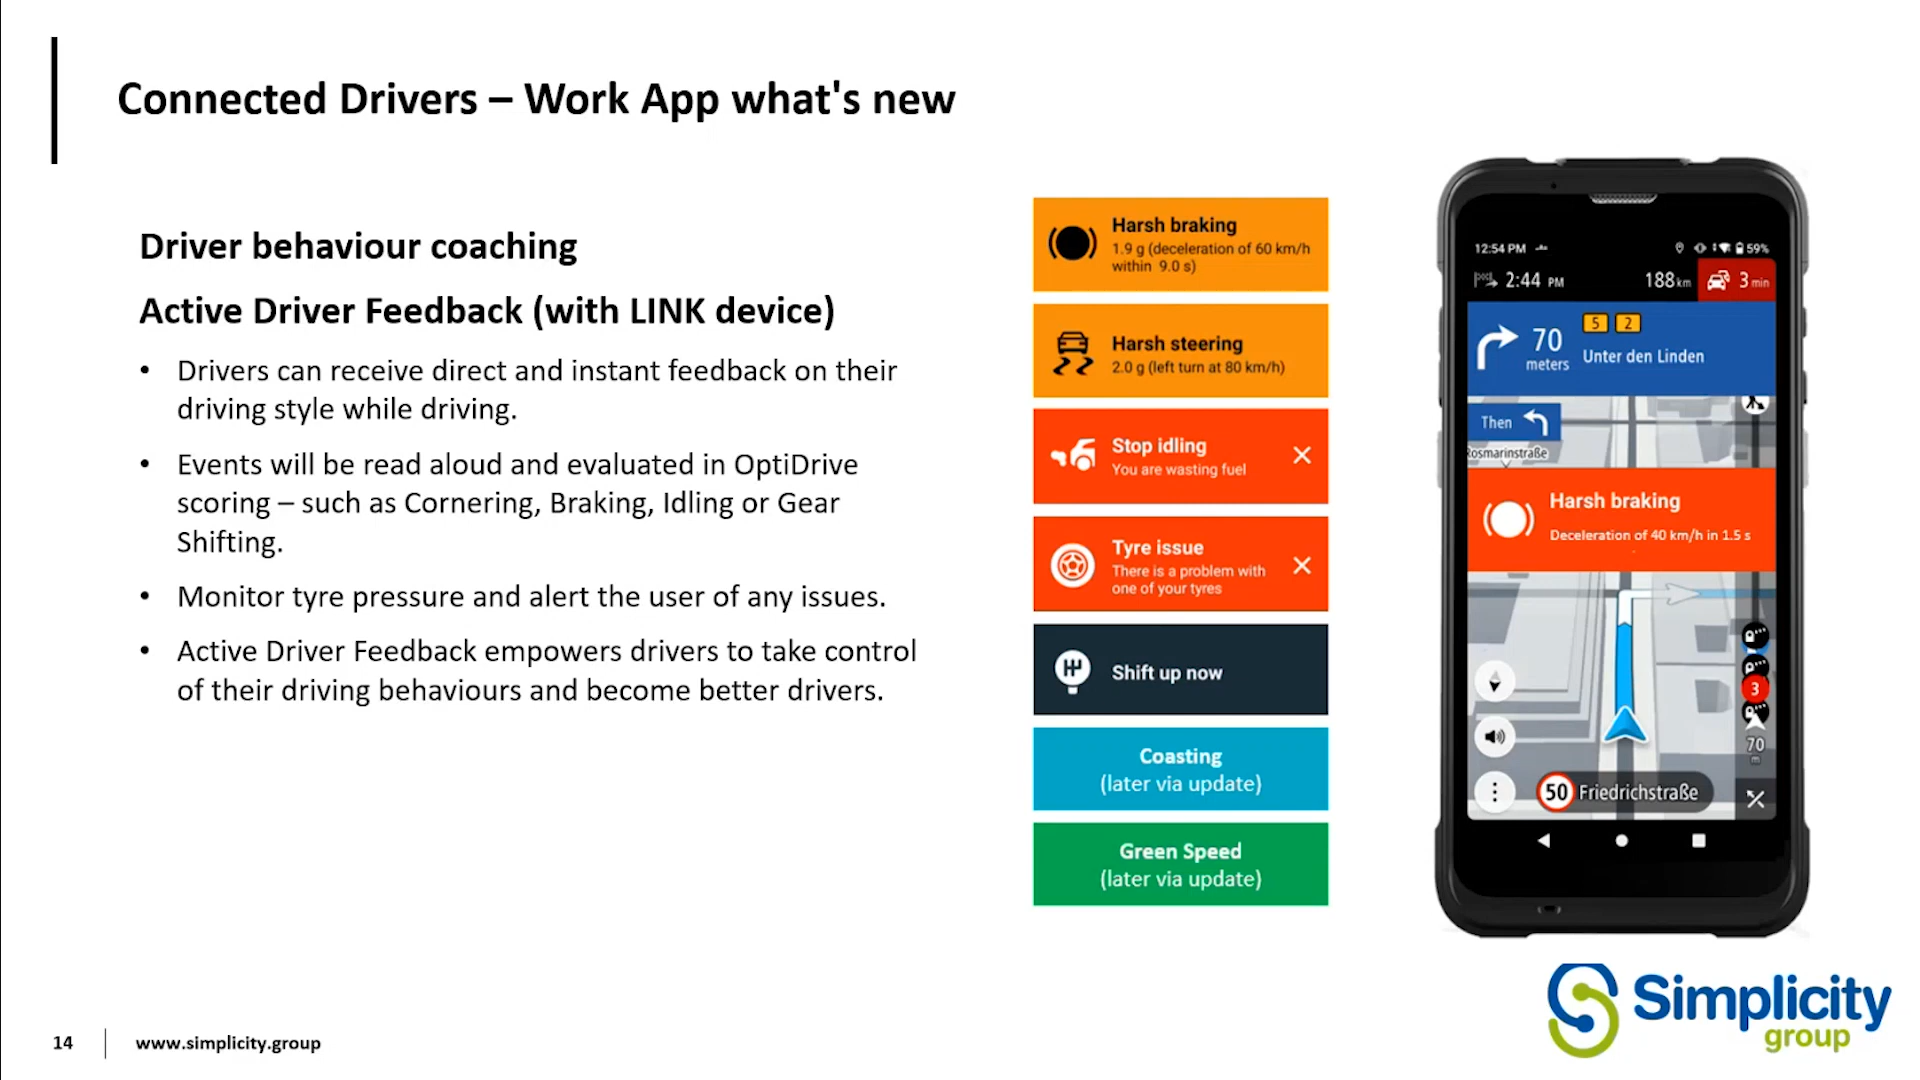 Connected Drivers – Work App what's new
Driver behaviour coaching
Active Driver Feedback (with LINK device)
• Drivers can receive direct and instant feedback on their
driving style while driving.
• Events will be read aloud and evaluated in OptiDrive
scoring – such as Cornering, Braking, Idling or Gear
Shifting.
• Monitor tyre pressure and alert the user of any issues.
• Active Driver Feedback empowers drivers to take control
of their driving behaviours and become better drivers.
Harsh braking
1.9 g (deceleration of 60 km/h
within 9.0 s)
Harsh steering
2.0 g (left turn at 80 km/h)
Stop idling
You are wasting fuel
Tyre issue
There is a problem with
one of your tyres
Shift up now
Coasting
(later via update)
Green Speed
(later via update)
12:54 PM 59%
2:44 PM 188 km 3 min
5 2
70
meters
Unter den Linden
Then
Rosmarinstraße
Harsh braking
Deceleration of 40 km/h in 1.5 s
3
70
m
50 Friedrichstraße
Simplicity
group
14
www.simplicity.group